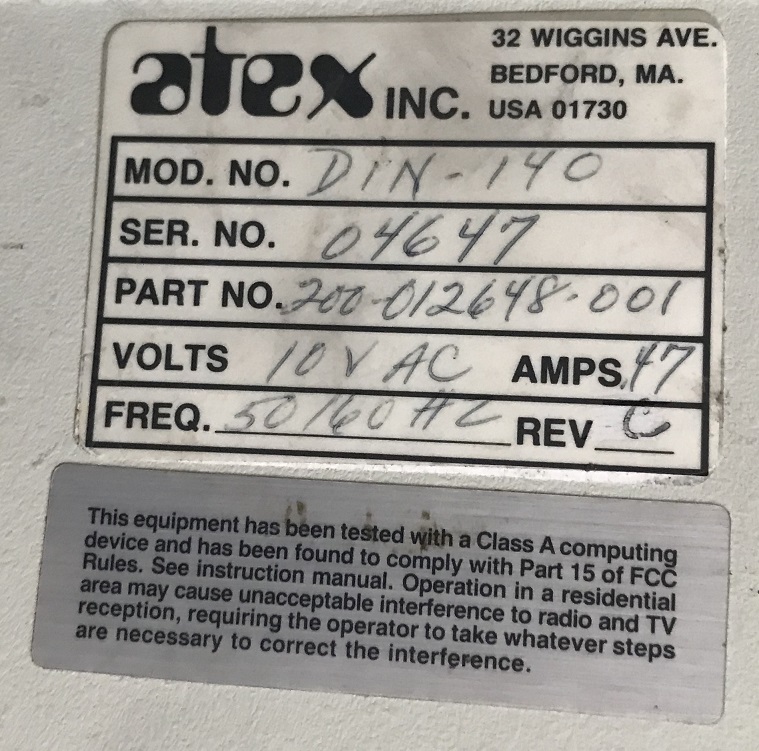 atex INC. 32 WIGGINS AVE.
BEDFORD, MA.
USA 01730
MOD. NO. DIN-140
SER. NO. 04647
PART NO. 200-012648-001
VOLTS 10 V AC AMPS .47
FREQ. 50/60 HZ REV C
This equipment has been tested with a Class A computing
device and has been found to comply with Part 15 of FCC
Rules. See instruction manual. Operation in a residential
area may cause unacceptable interference to radio and TV
reception, requiring the operator to take whatever steps
are necessary to correct the interference.